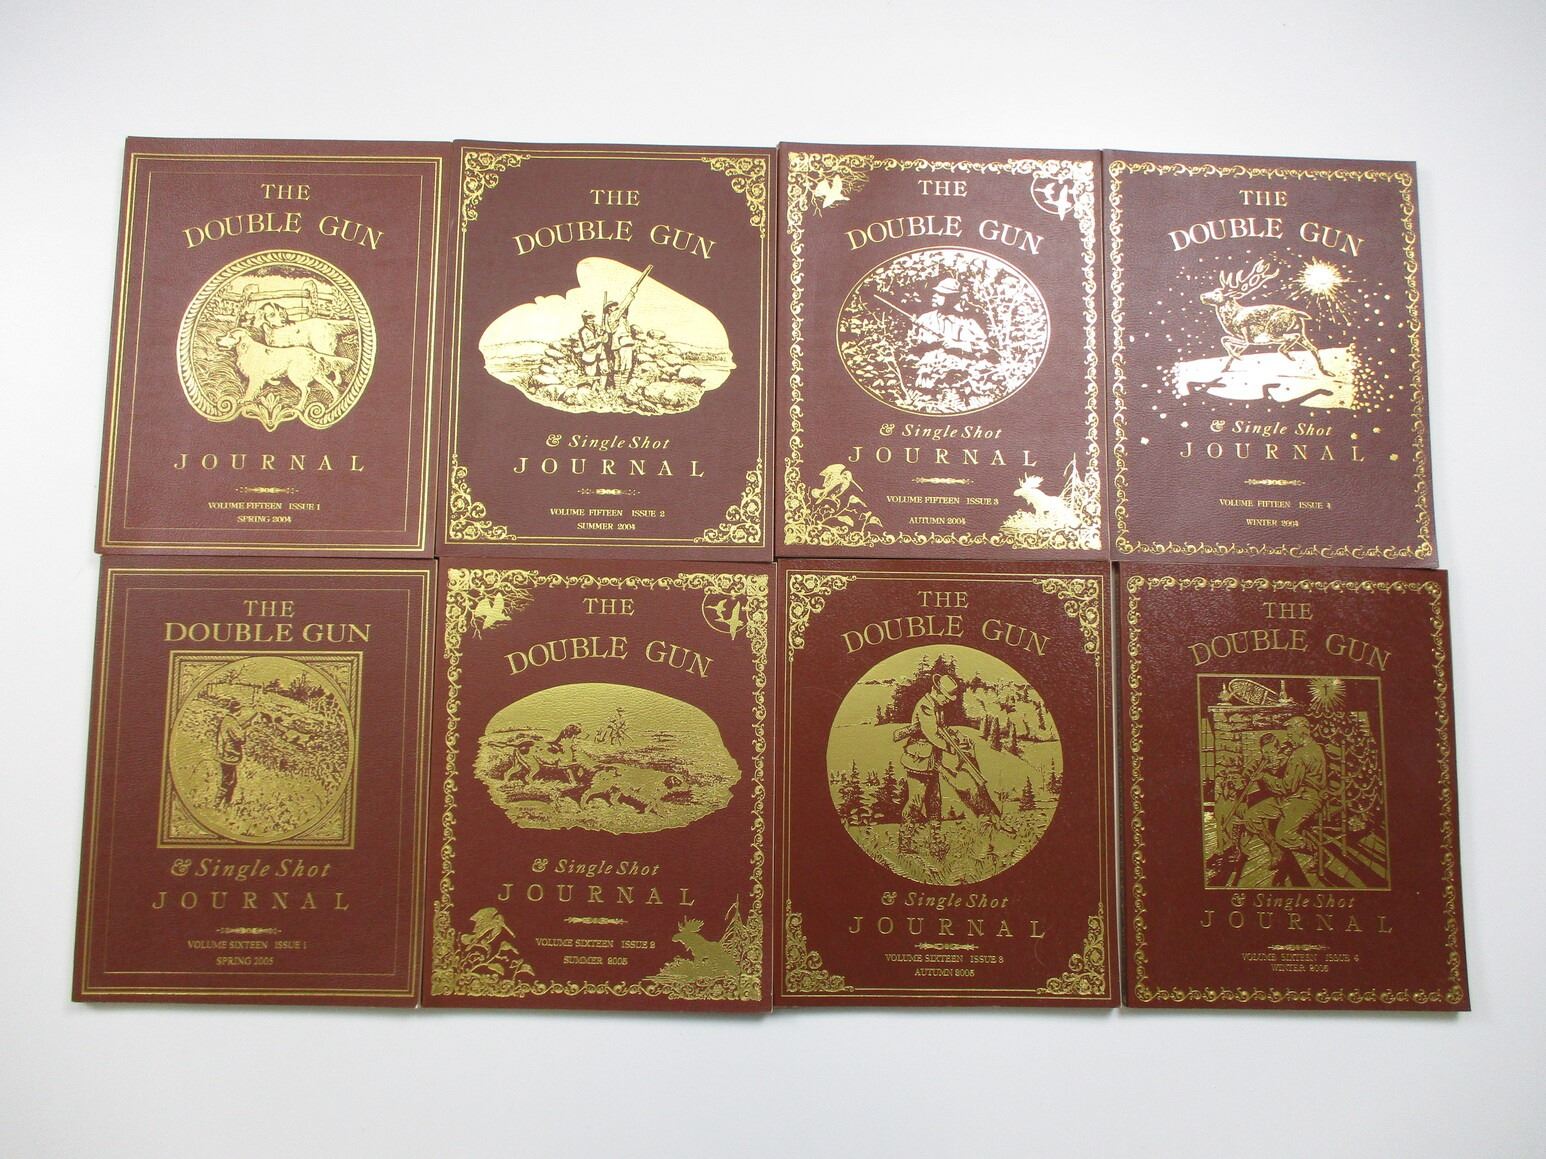 THE
DOUBLE GUN
JOURNAL
VOLUME FIFTEEN ISSUE 1
SPRING 2004
THE
DOUBLE GUN
& Single Shot
JOURNAL
VOLUME FIFTEEN ISSUE 2
SUMMER 2004
THE
DOUBLE GUN
& Single Shot
JOURNAL
VOLUME FIFTEEN ISSUE 3
AUTUMN 2004
THE
DOUBLE GUN
& Single Shot
JOURNAL
VOLUME FIFTEEN ISSUE 4
WINTER 2004
THE
DOUBLE GUN
& Single Shot
JOURNAL
VOLUME SIXTEEN ISSUE 1
SPRING 2005
THE
DOUBLE GUN
& Single Shot
JOURNAL
VOLUME SIXTEEN ISSUE 2
SUMMER 2005
THE
DOUBLE GUN
& Single Shot
JOURNAL
VOLUME SIXTEEN ISSUE 3
AUTUMN 2005
THE
DOUBLE GUN
& Single Shot
JOURNAL
VOLUME SIXTEEN ISSUE 4
WINTER 2005